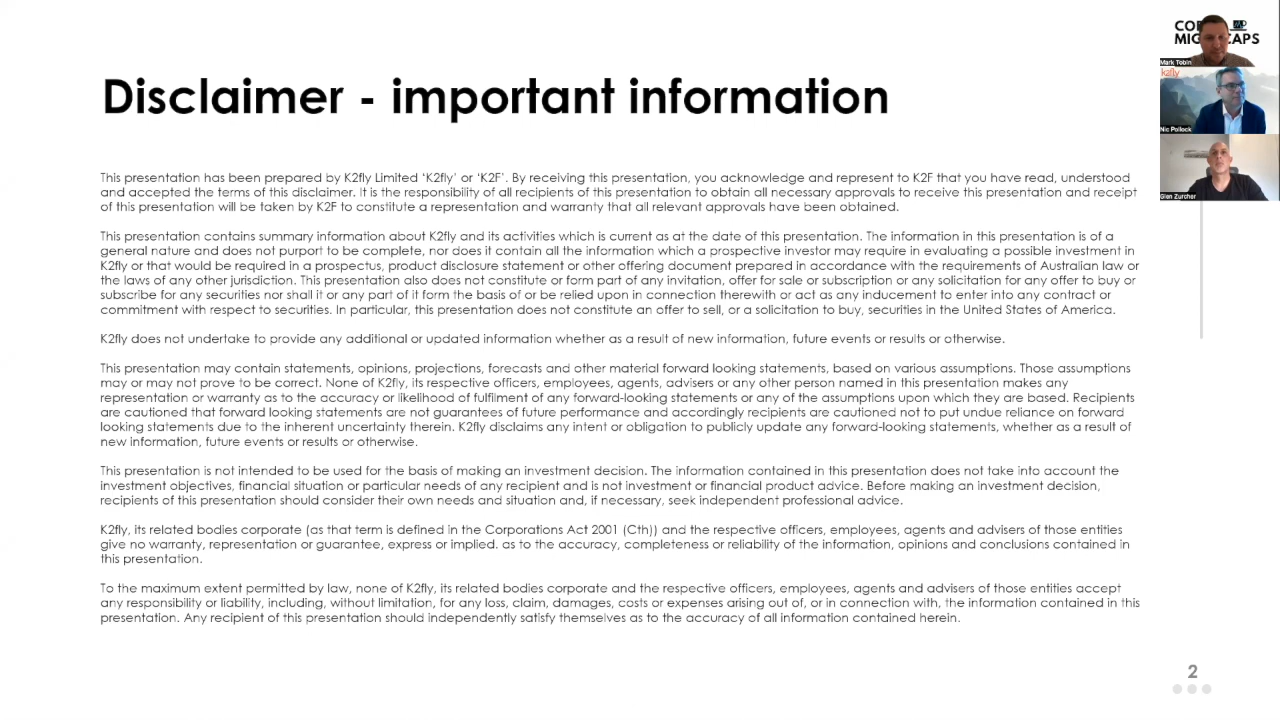 Disclaimer - important information
This presentation has been prepared by K2fly Limited ‘K2fly’ or ‘K2F’. By receiving this presentation, you acknowledge and represent to K2F that you have read, understood
and accepted the terms of this disclaimer. It is the responsibility of all recipients of this presentation to obtain all necessary approvals to receive this presentation and receipt
of this presentation will be taken by K2F to constitute a representation and warranty that all relevant approvals have been obtained.
This presentation contains summary information about K2fly and its activities which is current as at the date of this presentation. The information in this presentation is of a
general nature and does not purport to be complete, nor does it contain all the information which a prospective investor may require in evaluating a possible investment in
K2fly or that would be required in a prospectus, product disclosure statement or other offering document prepared in accordance with the requirements of Australian law or
the laws of any other jurisdiction. This presentation also does not constitute or form part of any invitation, offer for sale or subscription or any solicitation for any offer to buy or
subscribe for any securities nor shall it or any part of it form the basis of or be relied upon in connection therewith or act as any inducement to enter into any contract or
commitment with respect to securities. In particular, this presentation does not constitute an offer to sell, or a solicitation to buy, securities in the United States of America.
K2fly does not undertake to provide any additional or updated information whether as a result of new information, future events or results or otherwise.
This presentation may contain statements, opinions, projections, forecasts and other material forward looking statements, based on various assumptions. Those assumptions
may or may not prove to be correct. None of K2fly, its respective officers, employees, agents, advisers or any other person named in this presentation makes any
representation or warranty as to the accuracy or likelihood of fulfilment of any forward-looking statements or any of the assumptions upon which they are based. Recipients
are cautioned that forward looking statements are not guarantees of future performance and accordingly recipients are cautioned not to put undue reliance on forward
looking statements due to the inherent uncertainty therein. K2fly disclaims any intent or obligation to publicly update any forward-looking statements, whether as a result of
new information, future events or results or otherwise.
This presentation is not intended to be used for the basis of making an investment decision. The information contained in this presentation does not take into account the
investment objectives, financial situation or particular needs of any recipient and is not investment or financial product advice. Before making an investment decision,
recipients of this presentation should consider their own needs and situation and, if necessary, seek independent professional advice.
K2fly, its related bodies corporate (as that term is defined in the Corporations Act 2001 (Cth)) and the respective officers, employees, agents and advisers of those entities
give no warranty, representation or guarantee, express or implied. as to the accuracy, completeness or reliability of the information, opinions and conclusions contained in
this presentation.
To the maximum extent permitted by law, none of K2fly, its related bodies corporate and the respective officers, employees, agents and advisers of those entities accept
any responsibility or liability, including, without limitation, for any loss, claim, damages, costs or expenses arising out of, or in connection with, the information contained in this
presentation. Any recipient of this presentation should independently satisfy themselves as to the accuracy of all information contained herein.
2
Mark Tobin
k2fly
Nic Pollock
Glen Zurcher